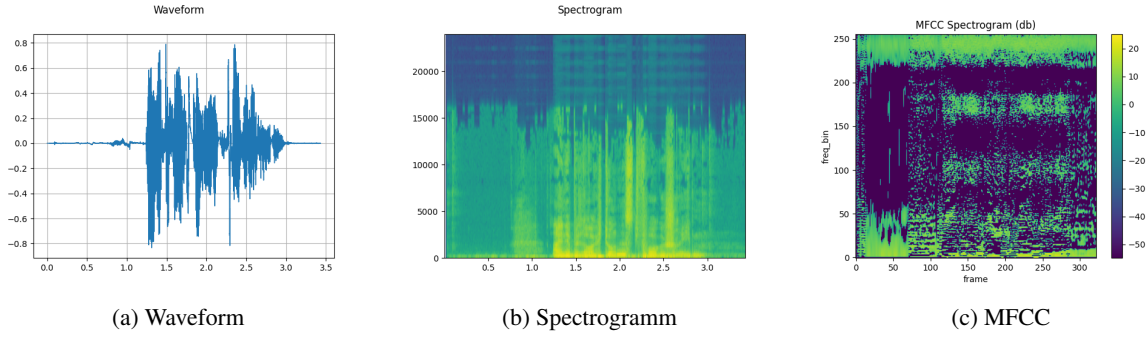 Waveform
0.8
0.6
0.4
0.2
0.0
−0.2
−0.4
−0.6
−0.8
0.0 0.5 1.0 1.5 2.0 2.5 3.0 3.5
(a) Waveform
Spectrogram
20000
15000
10000
5000
0
0.5 1.0 1.5 2.0 2.5 3.0
(b) Spectrogramm
MFCC Spectrogram (db)
freq_bin
250
200
150
100
50
0
0 50 100 150 200 250 300
frame
20
10
0
−10
−20
−30
−40
−50
(c) MFCC